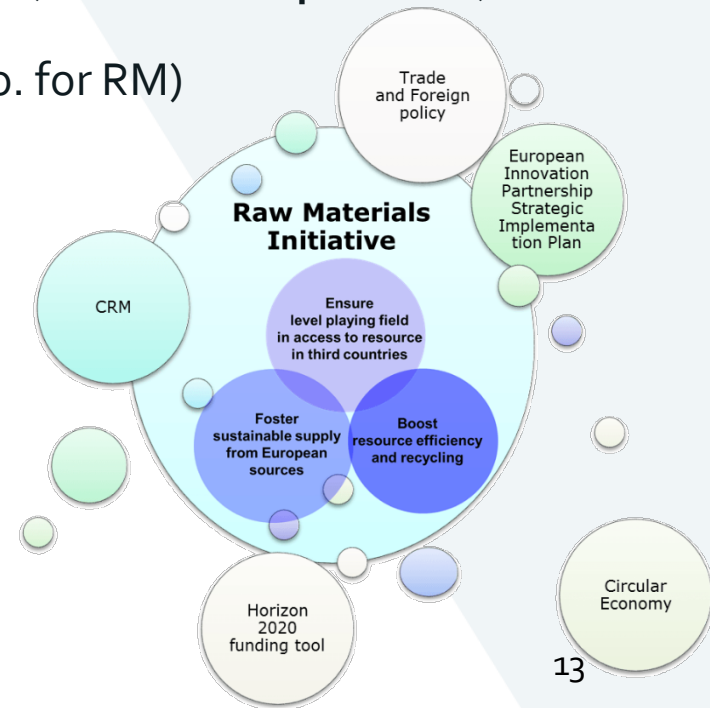 . for RM)
Trade
and Foreign
policy
European
Innovation
Partnership
Strategic
Implementa
tion Plan
Raw Materials
Initiative
CRM
Ensure
level playing field
in access to resource
in third countries
Foster
sustainable supply
from European
sources
Boost
resource efficiency
and recycling
Horizon
2020
funding tool
Circular
Economy
13